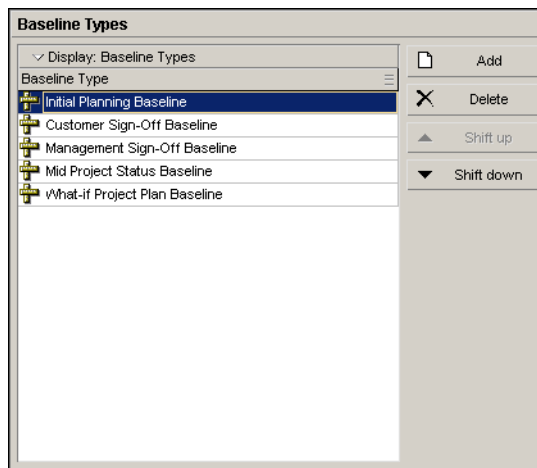 Baseline Types
Display: Baseline Types
Baseline Type
Initial Planning Baseline
Customer Sign-Off Baseline
Management Sign-Off Baseline
Mid Project Status Baseline
What-if Project Plan Baseline
Add
Delete
Shift up
Shift down